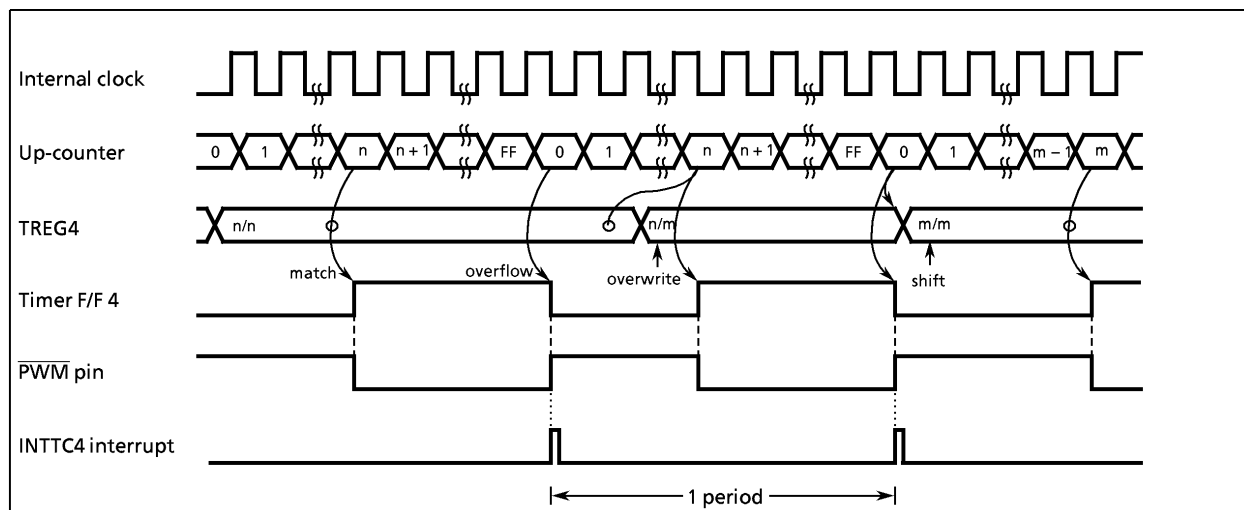 Internal clock
Up-counter
0 1 n n + 1 FF 0 1 n n + 1 FF 0 1 m – 1 m
TREG4
n/n n/m m/m
match overflow overwrite shift
Timer F/F 4
PWM pin
INTTC4 interrupt
1 period